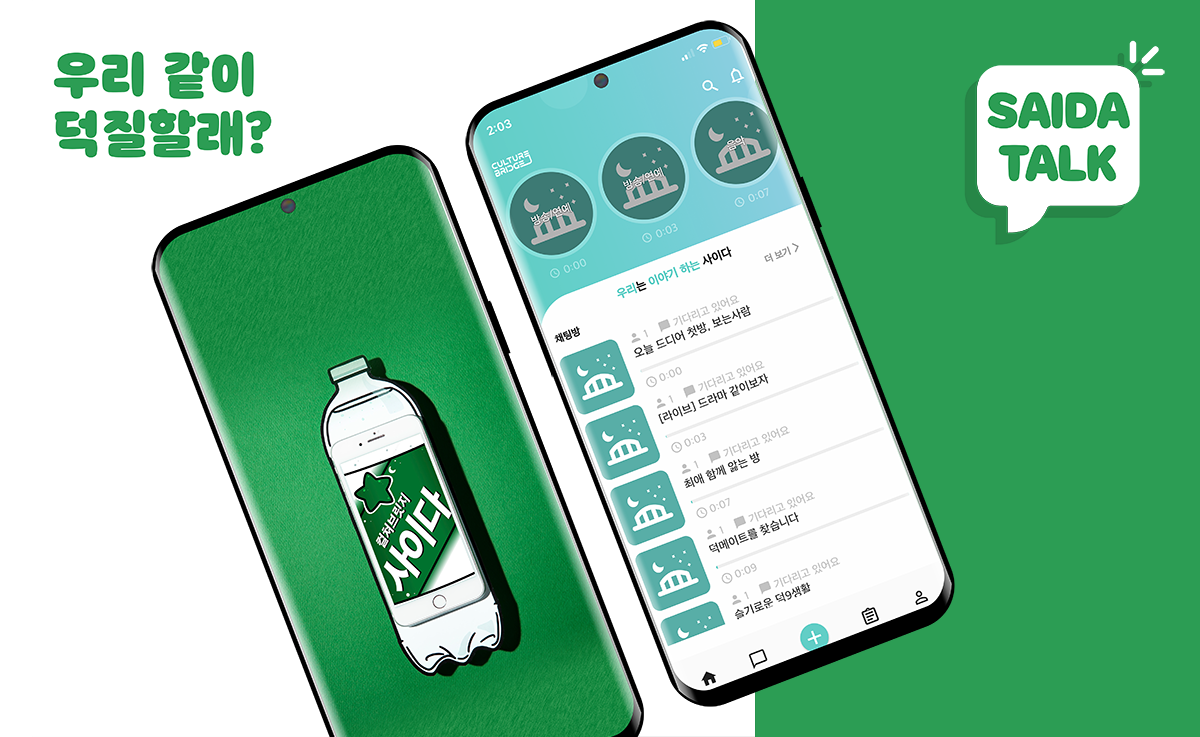 우리 같이
덕질할래?
SAIDA
TALK
컬쳐브릿지
사이다
2:03
CULTURE
BRIDGE
방송/연예
0:00
방송/연예
0:03
음악
0:07
우리는 이야기 하는 사이다
더 보기
채팅방
1 기다리고 있어요
오늘 드디어 첫방, 보는사람
0:00
1 기다리고 있어요
[라이브] 드라마 같이보자
0:03
1 기다리고 있어요
최애 함께 앓는 방
0:07
1 기다리고 있어요
덕메이트를 찾습니다
0:09
1 기다리고 있어요
슬기로운 덕9생활